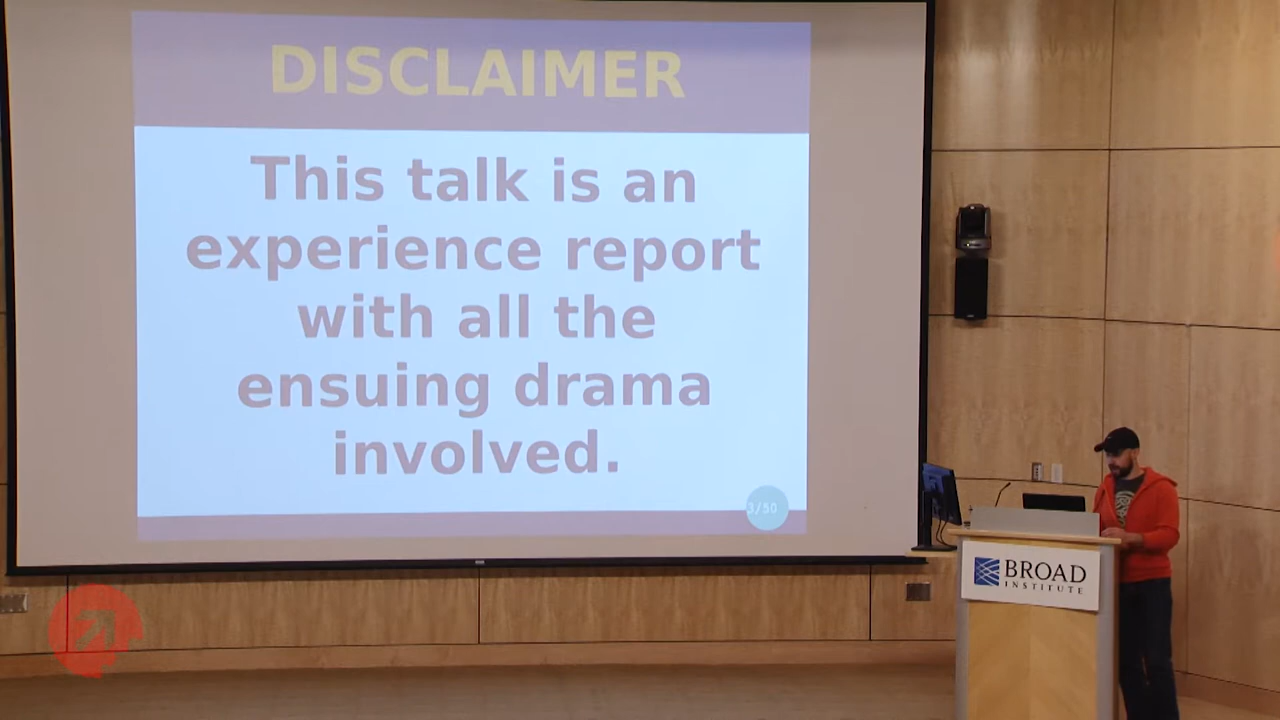 DISCLAIMER
This talk is an
experience report
with all the
ensuing drama
involved.
3/50
BROAD
INSTITUTE